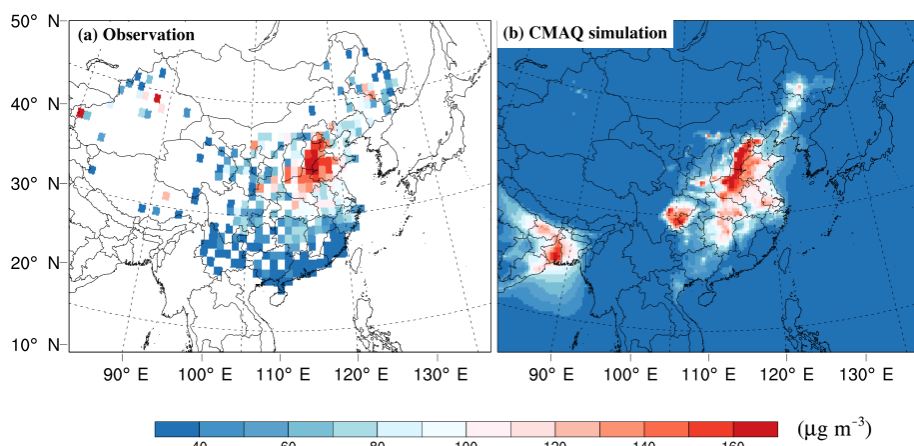 50° N
(a) Observation
(b) CMAQ simulation
40° N
30° N
20° N
10° N
90° E 100° E 110° E 120° E 130° E
90° E 100° E 110° E 120° E 130° E
(μg m⁻³)
40 60 80 100 120 140 160